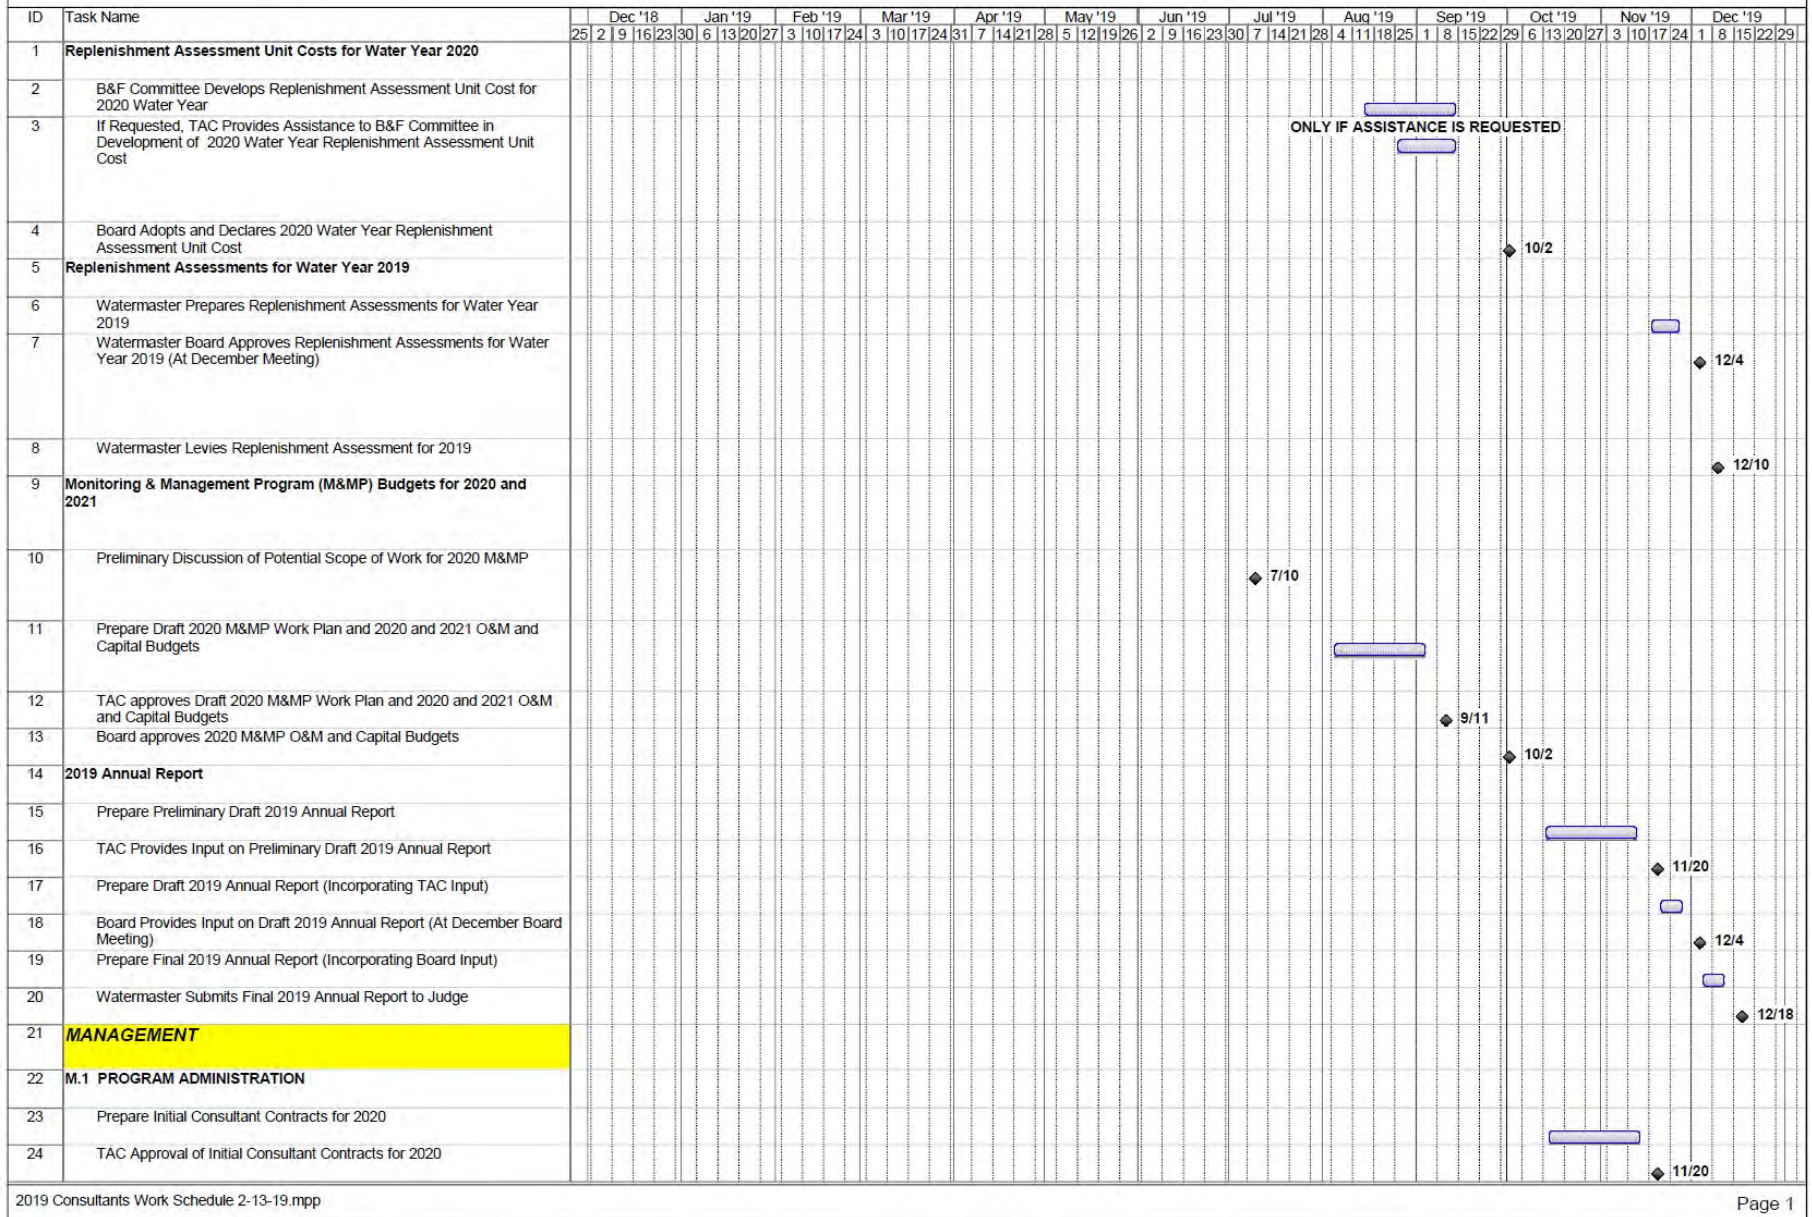 ID Task Name Dec '18 Jan '19 Feb '19 Mar '19 Apr '19 May '19 Jun '19 Jul '19 Aug '19 Sep '19 Oct '19 Nov '19 Dec '19
25 2 9 16 23 30 6 13 20 27 3 10 17 24 3 10 17 24 31 7 14 21 28 5 12 19 26 2 9 16 23 30 7 14 21 28 4 11 18 25 1 8 15 22 29 6 13 20 27 3 10 17 24 1 8 15 22 29
1 Replenishment Assessment Unit Costs for Water Year 2020
2 B&F Committee Develops Replenishment Assessment Unit Cost for
2020 Water Year
3 If Requested, TAC Provides Assistance to B&F Committee in ONLY IF ASSISTANCE IS REQUESTED
Development of 2020 Water Year Replenishment Assessment Unit
Cost
4 Board Adopts and Declares 2020 Water Year Replenishment
Assessment Unit Cost 10/2
5 Replenishment Assessments for Water Year 2019
6 Watermaster Prepares Replenishment Assessments for Water Year
2019
7 Watermaster Board Approves Replenishment Assessments for Water
Year 2019 (At December Meeting) 12/4
8 Watermaster Levies Replenishment Assessment for 2019
12/10
9 Monitoring & Management Program (M&MP) Budgets for 2020 and
2021
10 Preliminary Discussion of Potential Scope of Work for 2020 M&MP
7/10
11 Prepare Draft 2020 M&MP Work Plan and 2020 and 2021 O&M and
Capital Budgets
12 TAC approves Draft 2020 M&MP Work Plan and 2020 and 2021 O&M
and Capital Budgets 9/11
13 Board approves 2020 M&MP O&M and Capital Budgets
10/2
14 2019 Annual Report
15 Prepare Preliminary Draft 2019 Annual Report
16 TAC Provides Input on Preliminary Draft 2019 Annual Report
11/20
17 Prepare Draft 2019 Annual Report (Incorporating TAC Input)
18 Board Provides Input on Draft 2019 Annual Report (At December Board
Meeting) 12/4
19 Prepare Final 2019 Annual Report (Incorporating Board Input)
20 Watermaster Submits Final 2019 Annual Report to Judge
12/18
21 MANAGEMENT
22 M.1 PROGRAM ADMINISTRATION
23 Prepare Initial Consultant Contracts for 2020
24 TAC Approval of Initial Consultant Contracts for 2020
11/20
2019 Consultants Work Schedule 2-13-19.mpp Page 1